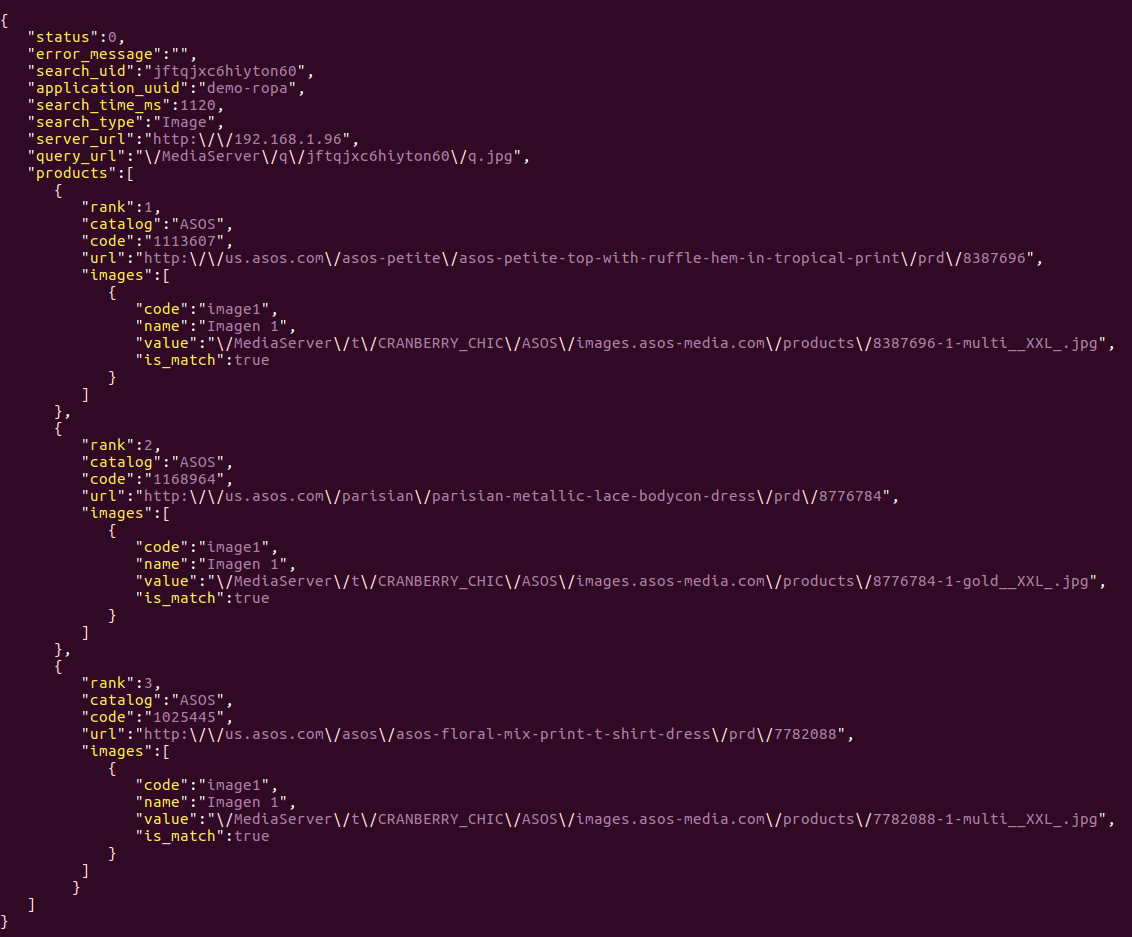 {
   "status":0,
   "error_message":"",
   "search_uid":"jftqjxc6hiyton60",
   "application_uuid":"demo-ropa",
   "search_time_ms":1120,
   "search_type":"Image",
   "server_url":"http:\/\/192.168.1.96",
   "query_url":"\/MediaServer\/q\/jftqjxc6hiyton60\/q.jpg",
   "products":[
      {
         "rank":1,
         "catalog":"ASOS",
         "code":"1113607",
         "url":"http:\/\/us.asos.com\/asos-petite\/asos-petite-top-with-ruffle-hem-in-tropical-print\/prd\/8387696",
         "images":[
            {
               "code":"image1",
               "name":"Imagen 1",
               "value":"\/MediaServer\/t\/CRANBERRY_CHIC\/ASOS\/images.asos-media.com\/products\/8387696-1-multi__XXL_.jpg",
               "is_match":true
            }
         ]
      },
      {
         "rank":2,
         "catalog":"ASOS",
         "code":"1168964",
         "url":"http:\/\/us.asos.com\/parisian\/parisian-metallic-lace-bodycon-dress\/prd\/8776784",
         "images":[
            {
               "code":"image1",
               "name":"Imagen 1",
               "value":"\/MediaServer\/t\/CRANBERRY_CHIC\/ASOS\/images.asos-media.com\/products\/8776784-1-gold__XXL_.jpg",
               "is_match":true
            }
         ]
      },
      {
         "rank":3,
         "catalog":"ASOS",
         "code":"1025445",
         "url":"http:\/\/us.asos.com\/asos\/asos-floral-mix-print-t-shirt-dress\/prd\/7782088",
         "images":[
            {
               "code":"image1",
               "name":"Imagen 1",
               "value":"\/MediaServer\/t\/CRANBERRY_CHIC\/ASOS\/images.asos-media.com\/products\/7782088-1-multi__XXL_.jpg",
               "is_match":true
            }
         ]
        }
   ]
}